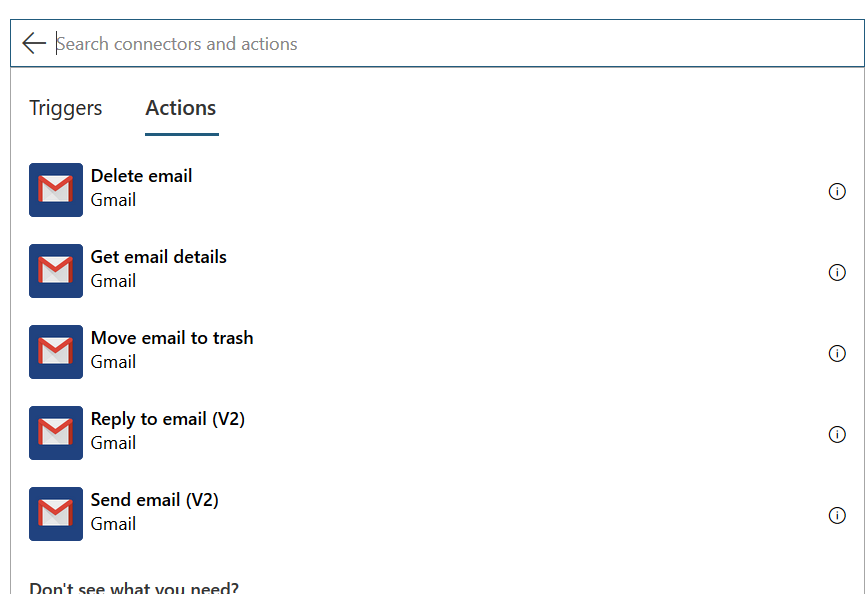 Search connectors and actions
Triggers Actions
Delete email
Gmail
Get email details
Gmail
Move email to trash
Gmail
Reply to email (V2)
Gmail
Send email (V2)
Gmail
Don't see what you need?